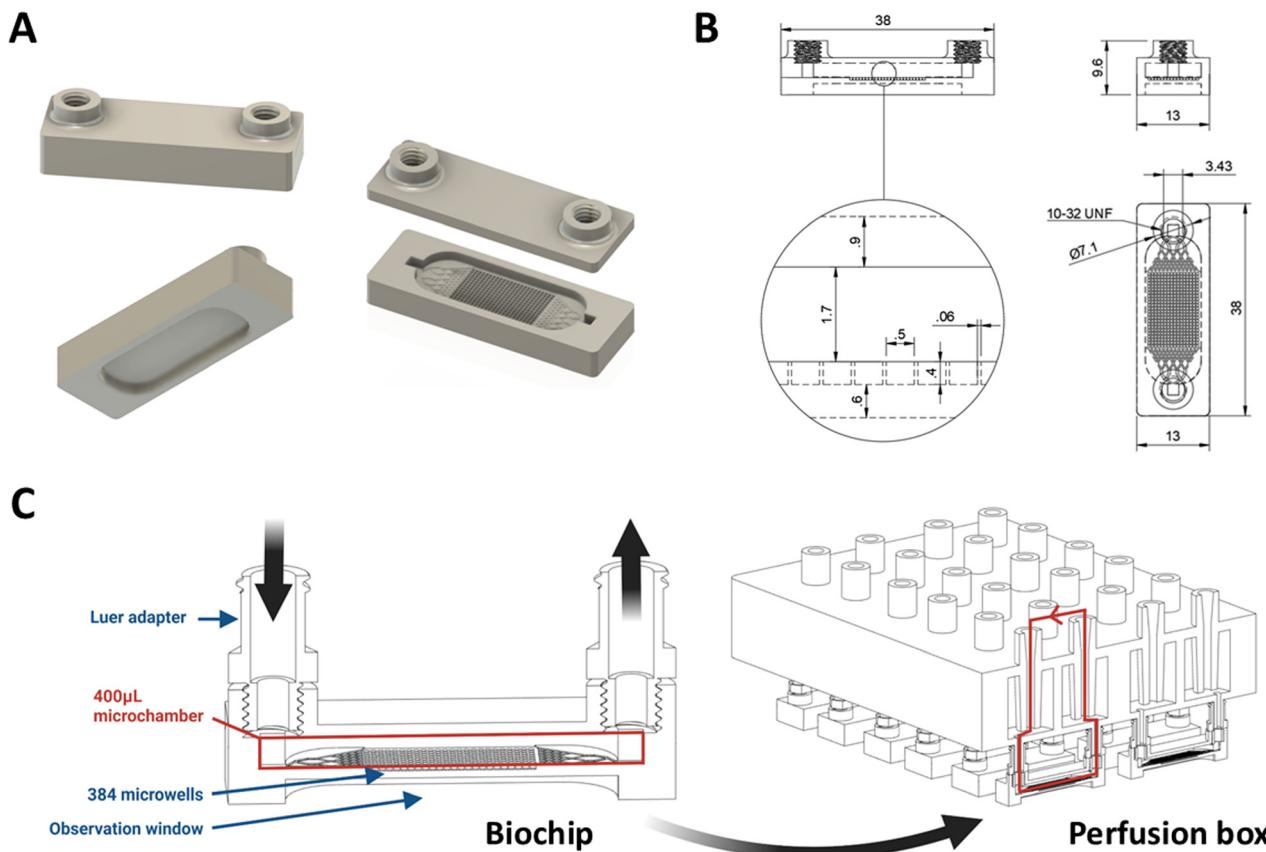 A
B
38
9.6
13
3.43
10-32 UNF
Ø7.1
38
13
.9
1.7
.06
.5
.4
.6
C
Luer adapter
400µL
microchamber
384 microwells
Observation window
Biochip
Perfusion box